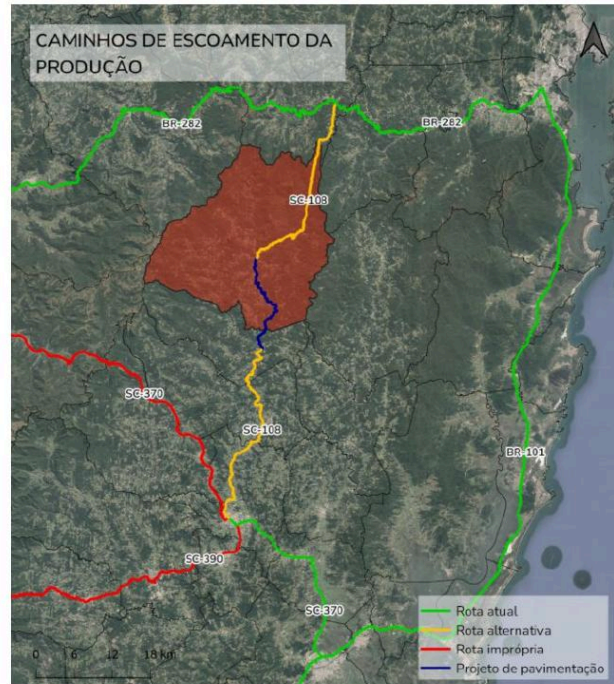 CAMINHOS DE ESCOAMENTO DA
PRODUÇÃO
BR-282
BR-282
SC-108
SC-370
SC-108
BR-101
SC-390
SC-370
Rota atual
Rota alternativa
Rota imprópria
Projeto de pavimentação
0 6 12 18 km